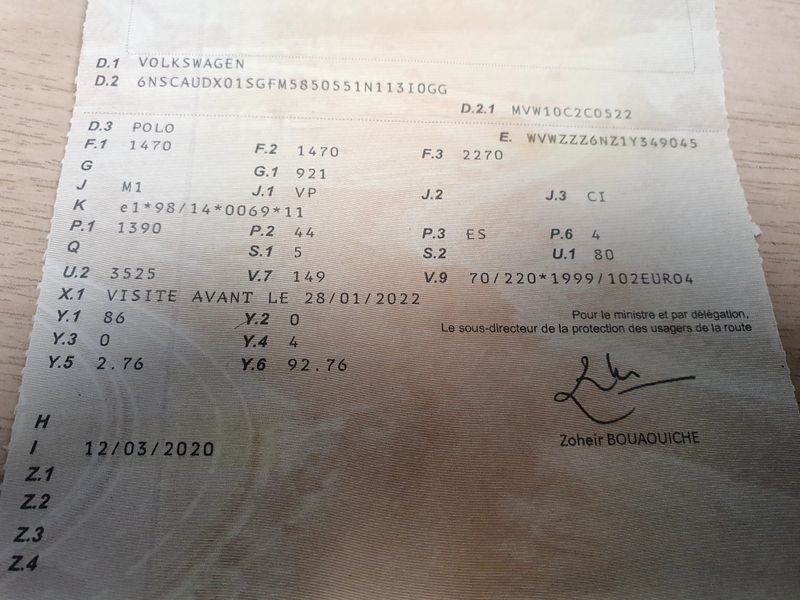 D.1 VOLKSWAGEN
D.2 6NSCAUDX01SGFM5850551N113I0GG
D.2.1 MVW10C2C0522
D.3 POLO E. WVWZZZ6NZ1Y349045
F.1 1470 F.2 1470 F.3 2270
G G.1 921
J M1 J.1 VP J.2 J.3 CI
K e1*98/14*0069*11
P.1 1390 P.2 44 P.3 ES P.6 4
Q S.1 5 S.2 U.1 80
U.2 3525 V.7 149 V.9 70/220*1999/102EURO4
X.1 VISITE AVANT LE 28/01/2022
Y.1 86 Y.2 0
Y.3 0 Y.4 4
Y.5 2.76 Y.6 92.76
Pour le ministre et par délégation,
Le sous-directeur de la protection des usagers de la route
Zoheir BOUAOUICHE
H
I 12/03/2020
Z.1
Z.2
Z.3
Z.4